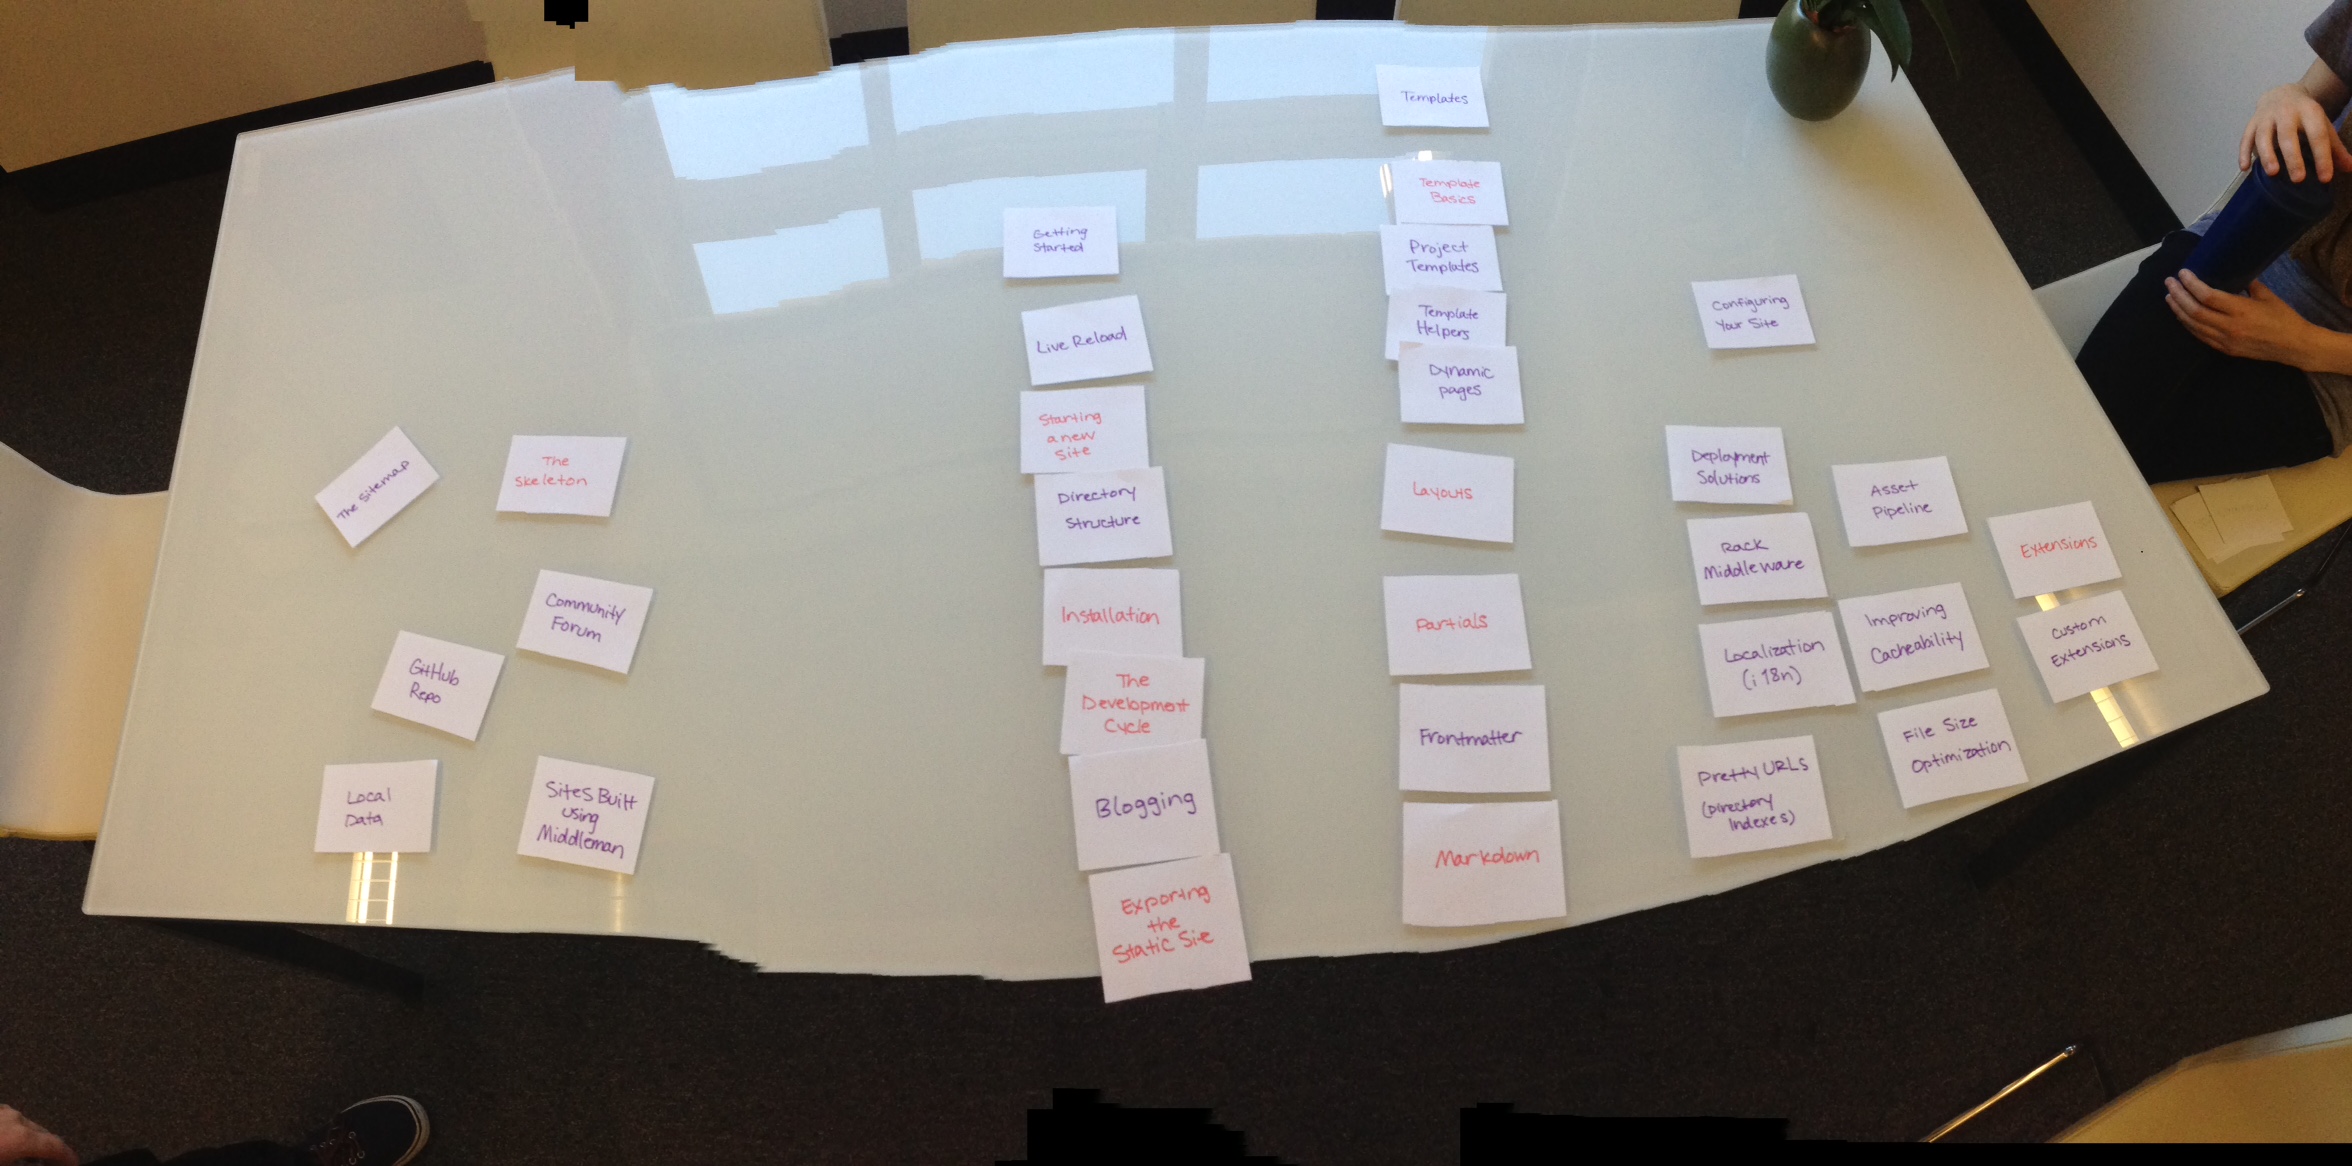 The Sitemap
The
Skeleton
Community
Forum
GitHub
Repo
Local
Data
Sites Built
using
Middleman
Getting
Started
Live Reload
Starting
a new
Site
Directory
Structure
Installation
The
Development
Cycle
Blogging
Exporting
the
Static Site
Templates
Template
Basics
Project
Templates
Template
Helpers
Dynamic
pages
Layouts
Partials
Frontmatter
Markdown
Configuring
Your Site
Deployment
Solutions
Rack
Middleware
Localization
(i18n)
Pretty URLs
(Directory
Indexes)
Asset
Pipeline
Improving
Cacheability
File Size
Optimization
Extensions
Custom
Extensions